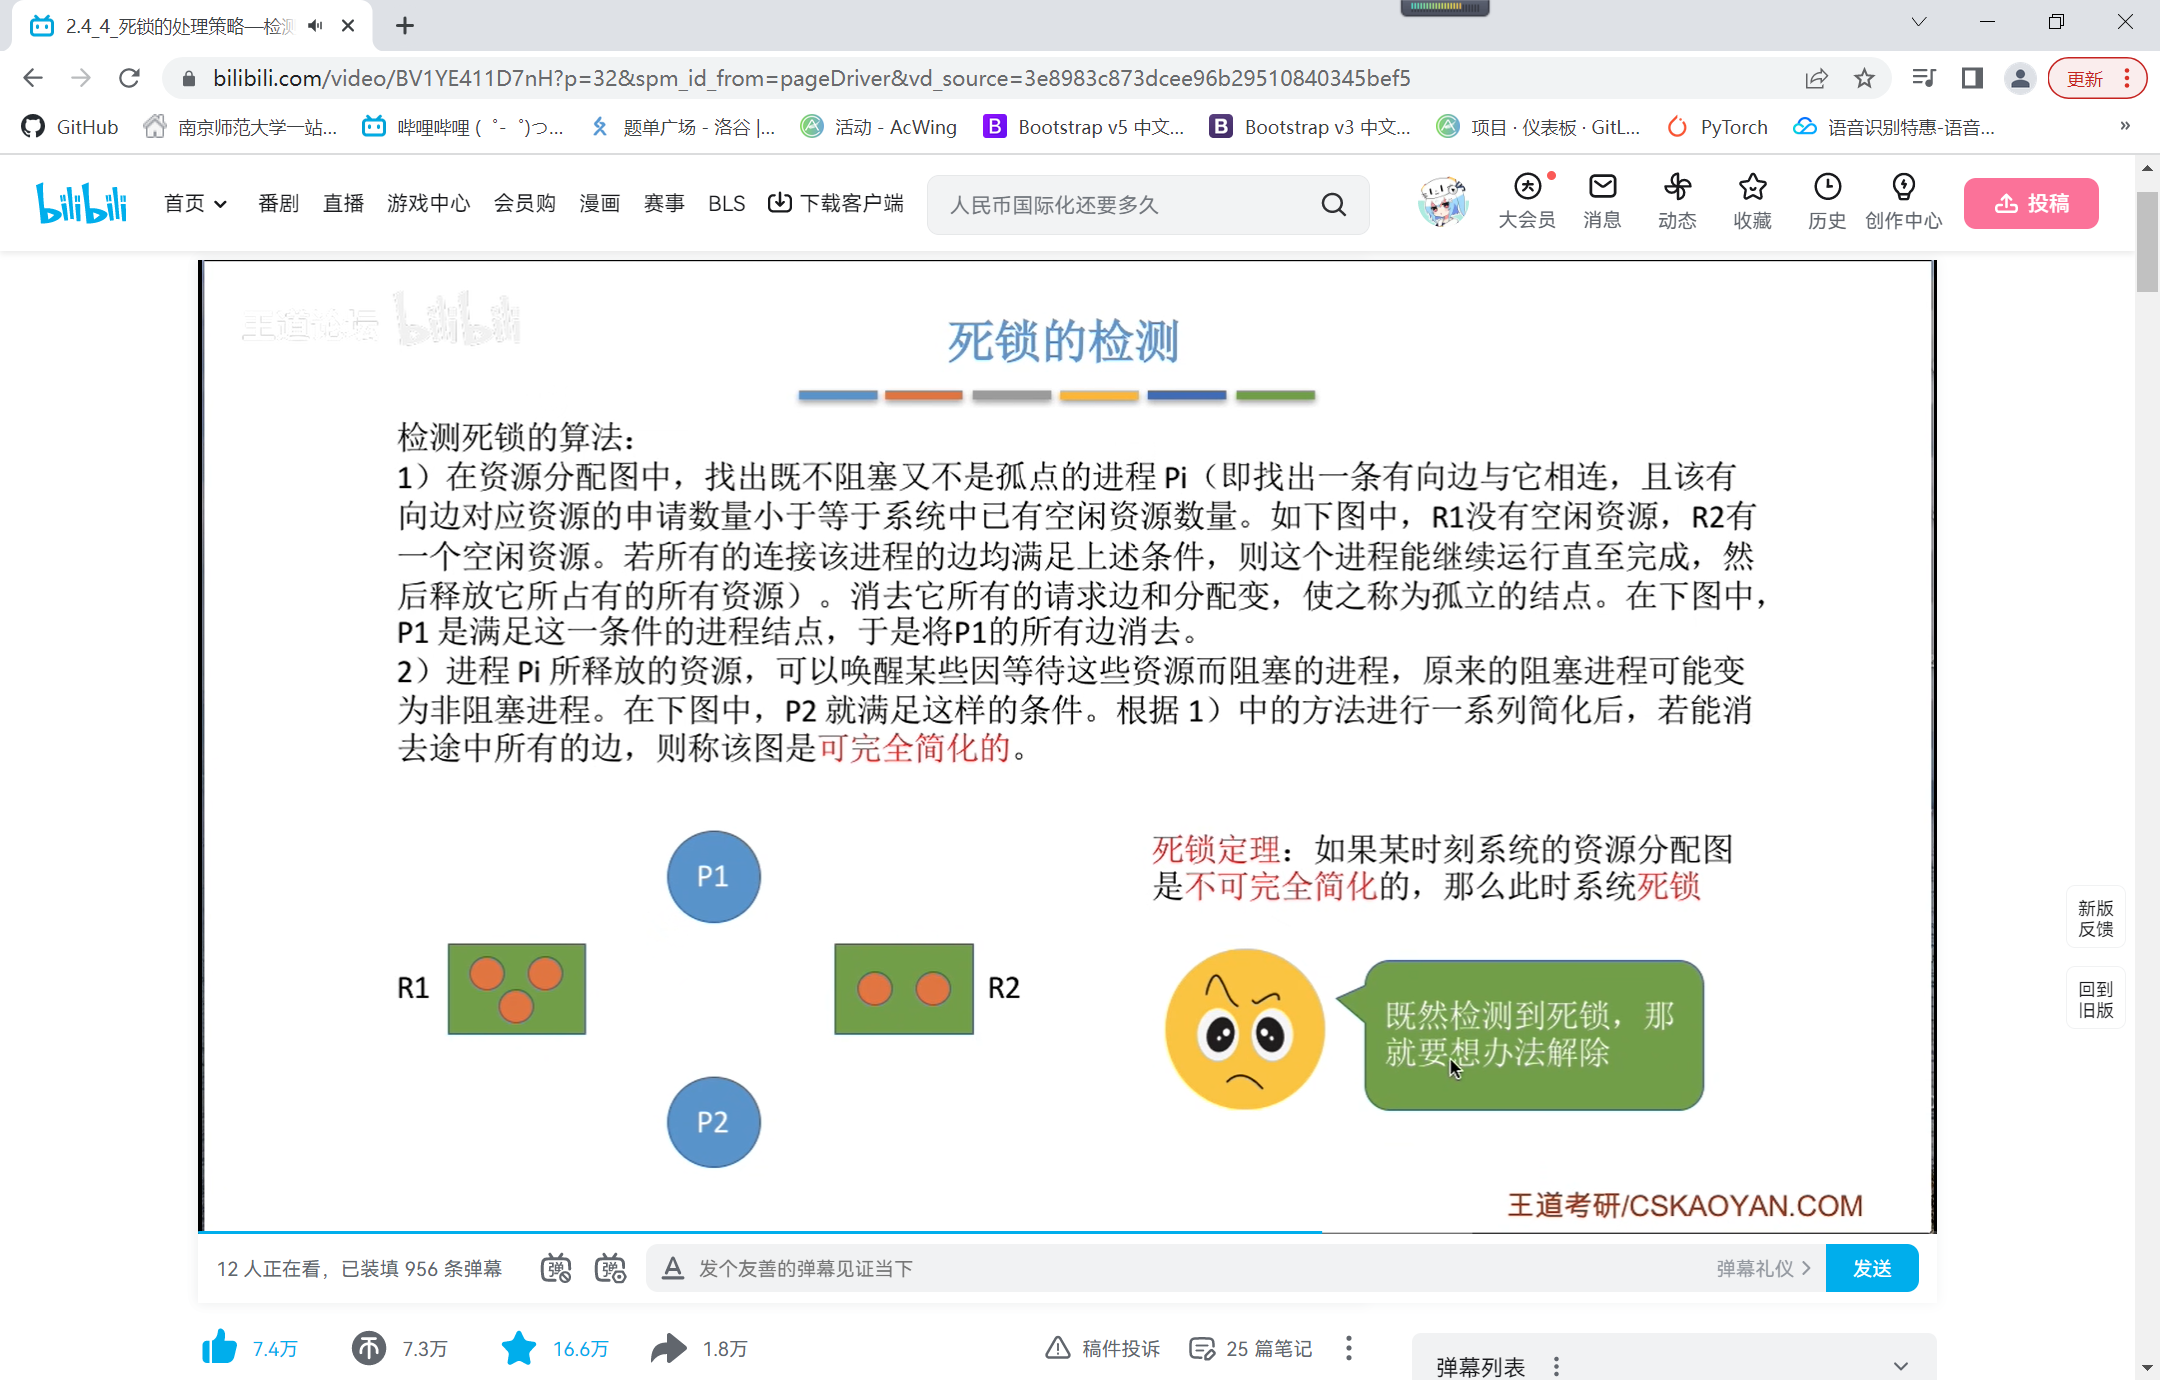 2.4_4_死锁的处理策略—检测
bilibili.com/video/BV1YE411D7nH?p=32&spm_id_from=pageDriver&vd_source=3e8983c873dcee96b29510840345bef5
更新
GitHub
南京师范大学一站...
哔哩哔哩 (゜-゜)つ...
题单广场 - 洛谷 |...
活动 - AcWing
Bootstrap v5 中文...
Bootstrap v3 中文...
项目 · 仪表板 · GitL...
PyTorch
语音识别特惠-语音...
»
bilibili
首页
番剧
直播
游戏中心
会员购
漫画
赛事
BLS
下载客户端
人民币国际化还要多久
大会员
消息
动态
收藏
历史
创作中心
投稿
王道论坛 bilibili
死锁的检测
检测死锁的算法：
1）在资源分配图中，找出既不阻塞又不是孤点的进程 Pi（即找出一条有向边与它相连，且该有
向边对应资源的申请数量小于等于系统中已有空闲资源数量。如下图中，R1没有空闲资源，R2有
一个空闲资源。若所有的连接该进程的边均满足上述条件，则这个进程能继续运行直至完成，然
后释放它所占有的所有资源）。消去它所有的请求边和分配变，使之称为孤立的结点。在下图中，
P1 是满足这一条件的进程结点，于是将P1的所有边消去。
2）进程 Pi 所释放的资源，可以唤醒某些因等待这些资源而阻塞的进程，原来的阻塞进程可能变
为非阻塞进程。在下图中，P2 就满足这样的条件。根据 1）中的方法进行一系列简化后，若能消
去途中所有的边，则称该图是可完全简化的。
死锁定理：如果某时刻系统的资源分配图
是不可完全简化的，那么此时系统死锁
P1
R1
R2
P2
既然检测到死锁，那
就要想办法解除
王道考研/CSKAOYAN.COM
新版
反馈
回到
旧版
12 人正在看，已装填 956 条弹幕
发个友善的弹幕见证当下
弹幕礼仪 >
发送
7.4万
7.3万
16.6万
1.8万
稿件投诉
25 篇笔记
弹幕列表